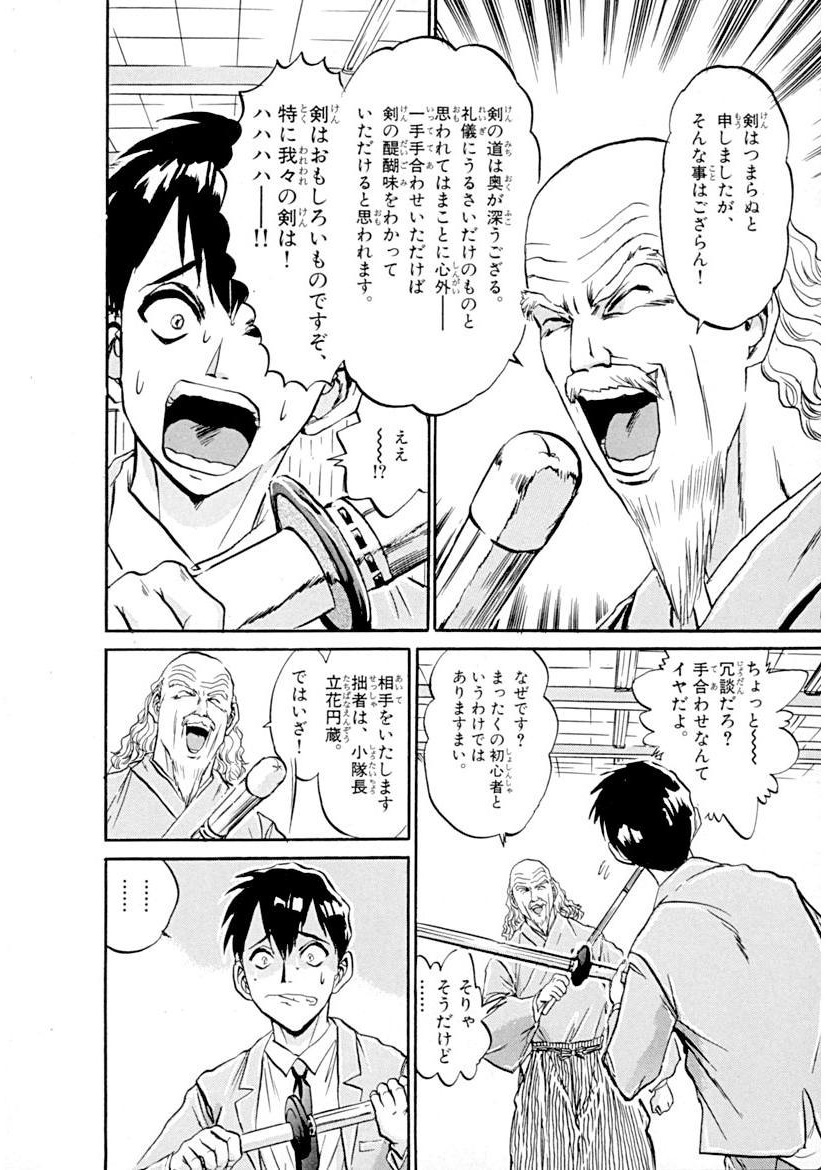 剣はつまらぬと
申しましたが、
そんな事はござらん！
剣の道は奥が深うござる。
礼儀にうるさいだけのものと
思われてはまことに心外──
一手手合わせいただけば
剣の醍醐味をわかって
いただけると思われます。
剣はおもしろいものですぞ、
特に我々の剣は！
ハハハハ──!!
ええ
〜〜!?
ちょっと〜〜
冗談だろ？
手合わせなんて
イヤだよ。
なぜです？
まったくの初心者と
いうわけでは
ありますまい。
そりゃ
そうだけど
……
相手をいたします
拙者は、小隊長
立花円蔵。
ではいざ！
……
……